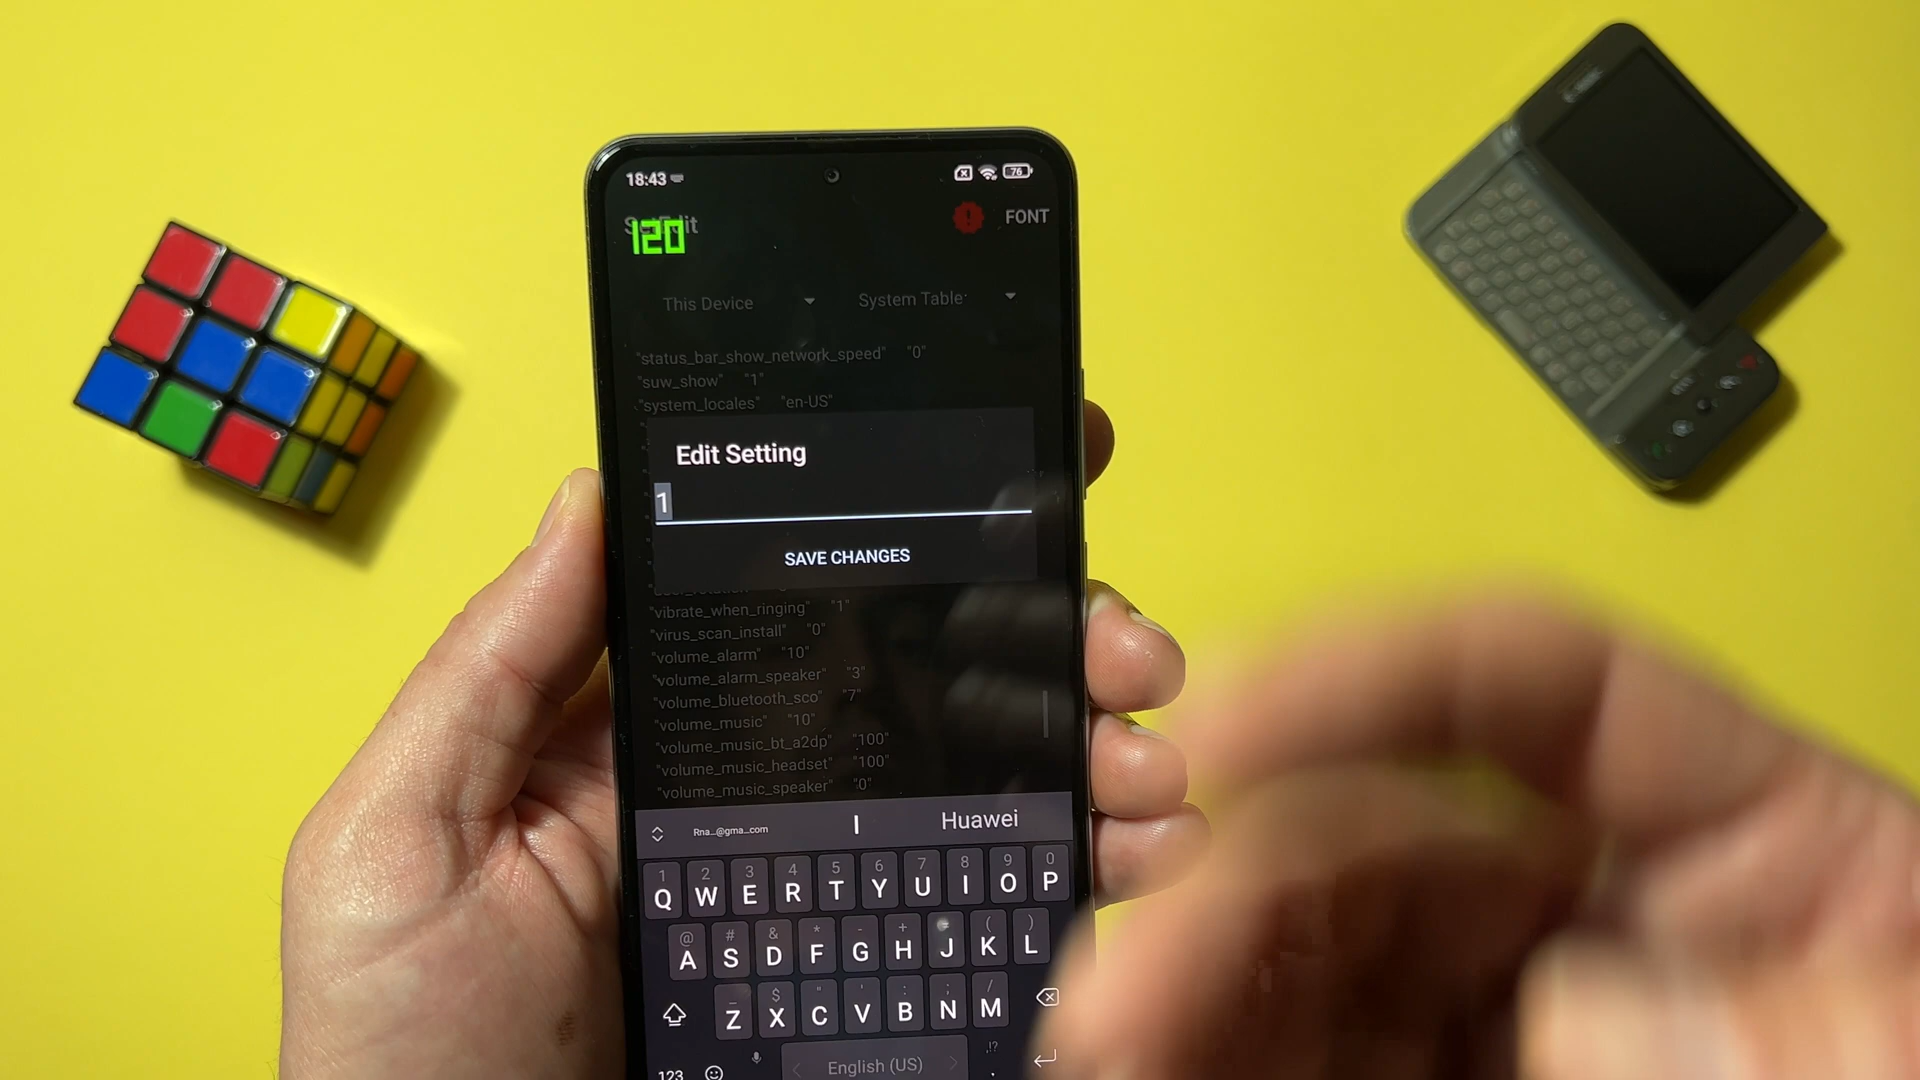 18:43
76
SetEdit
120
FONT
This Device
System Table
"status_bar_show_network_speed" "0"
"suw_show" "1"
"system_locales" "en-US"
Edit Setting
1
SAVE CHANGES
"vibrate_when_ringing" "1"
"virus_scan_install" "0"
"volume_alarm" "10"
"volume_alarm_speaker" "3"
"volume_bluetooth_sco" "7"
"volume_music" "10"
"volume_music_bt_a2dp" "100"
"volume_music_headset" "100"
"volume_music_speaker" "0"
Rna...@gma...com
I
Huawei
1 2 3 4 5 6 7 8 9 0
Q W E R T Y U I O P
@ # & * - + = ( )
A S D F G H J K L
_ $ " ' : ; /
Z X C V B N M
123
English (US)
,!?
.